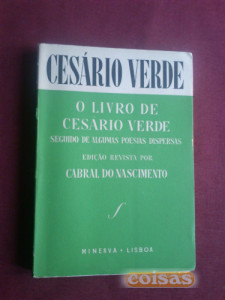 CESÁRIO VERDE
O LIVRO DE
CESÁRIO VERDE
SEGUIDO DE ALGUMAS POESIAS DISPERSAS
EDIÇÃO REVISTA POR
CABRAL DO NASCIMENTO
MINERVA • LISBOA
coisas